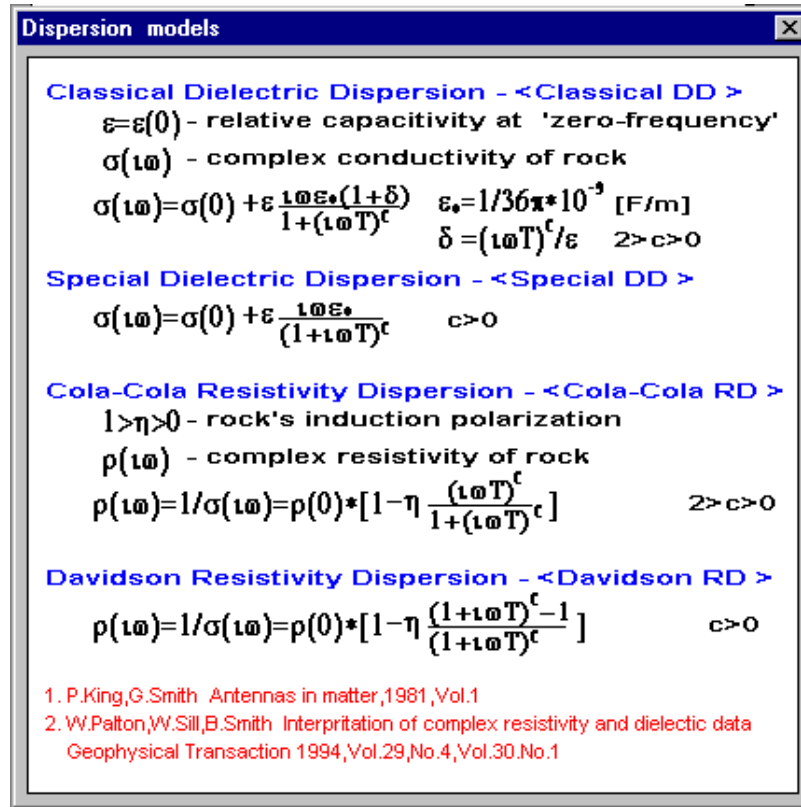 Dispersion models
Classical Dielectric Dispersion - <Classical DD >
ε=ε(0) - relative capacitivity at 'zero-frequency'
σ(ιω) - complex conductivity of rock
σ(ιω)=σ(0) +ε ιωε₀(1+δ) / 1+(ιωT)^c   ε₀=1/36π*10^-9 [F/m]
δ =(ιωT)^c/ε   2>c>0
Special Dielectric Dispersion - <Special DD >
σ(ιω)=σ(0) +ε ιωε₀ / (1+ιωT)^c   c>0
Cola-Cola Resistivity Dispersion - <Cola-Cola RD >
1>η>0 - rock's induction polarization
ρ(ιω) - complex resistivity of rock
ρ(ιω)=1/σ(ιω)=ρ(0)*[1-η (ιωT)^c / 1+(ιωT)^c ]   2>c>0
Davidson Resistivity Dispersion - <Davidson RD >
ρ(ιω)=1/σ(ιω)=ρ(0)*[1-η (1+ιωT)^c-1 / (1+ιωT)^c ]   c>0
1. P.King,G.Smith Antennas in matter,1981,Vol.1
2. W.Palton,W.Sill,B.Smith Interpritation of complex resistivity and dielectic data
Geophysical Transaction 1994,Vol.29,No.4,Vol.30.No.1